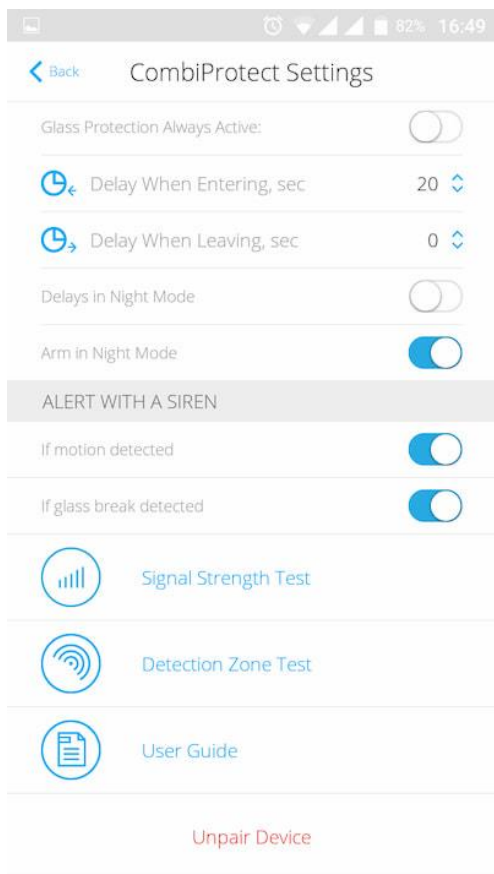 82% 16:49
Back CombiProtect Settings
Glass Protection Always Active:
Delay When Entering, sec 20
Delay When Leaving, sec 0
Delays in Night Mode
Arm in Night Mode
ALERT WITH A SIREN
If motion detected
If glass break detected
Signal Strength Test
Detection Zone Test
User Guide
Unpair Device